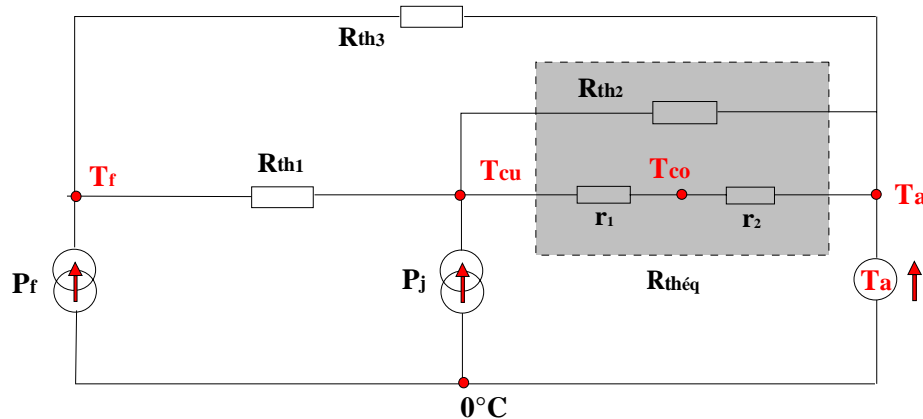 Rth3
Rth2
Rth1
Tf
Tcu
Tco
Ta
r1
r2
Pf
Pj
Rthéq
Ta
0°C